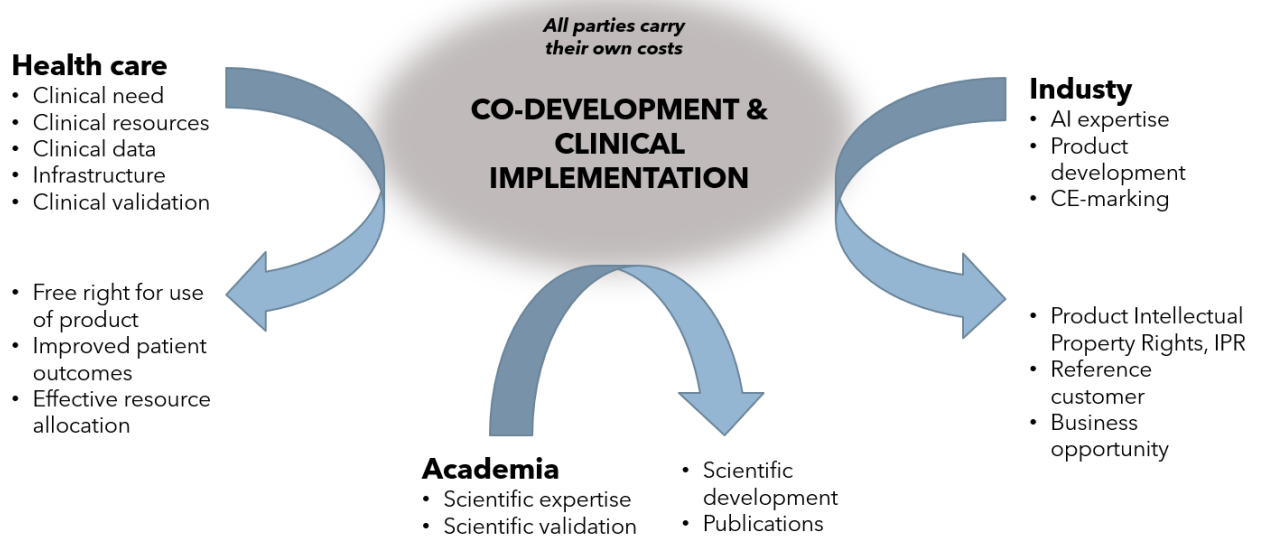 All parties carry
their own costs
CO-DEVELOPMENT &
CLINICAL
IMPLEMENTATION
Health care
• Clinical need
• Clinical resources
• Clinical data
• Infrastructure
• Clinical validation
• Free right for use
of product
• Improved patient
outcomes
• Effective resource
allocation
Academia
• Scientific expertise
• Scientific validation
• Scientific
development
• Publications
Industy
• AI expertise
• Product
development
• CE-marking
• Product Intellectual
Property Rights, IPR
• Reference
customer
• Business
opportunity